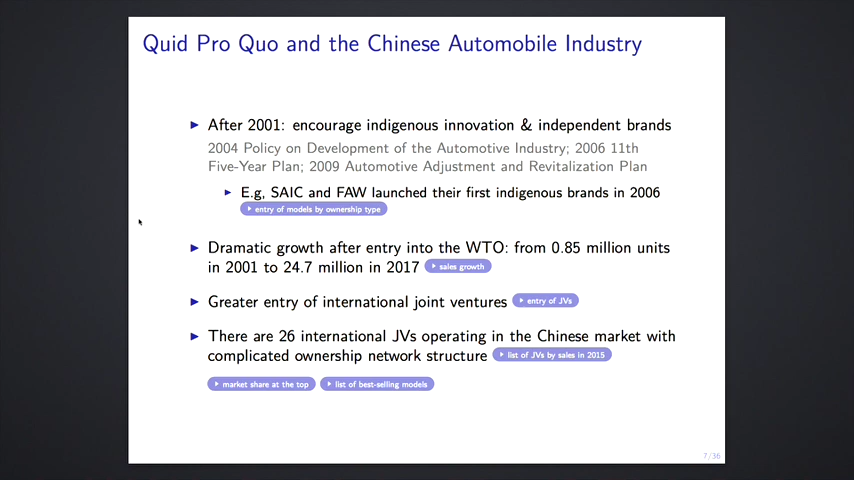 Quid Pro Quo and the Chinese Automobile Industry
After 2001: encourage indigenous innovation & independent brands
2004 Policy on Development of the Automotive Industry; 2006 11th
Five-Year Plan; 2009 Automotive Adjustment and Revitalization Plan
E.g, SAIC and FAW launched their first indigenous brands in 2006
entry of models by ownership type
Dramatic growth after entry into the WTO: from 0.85 million units
in 2001 to 24.7 million in 2017 sales growth
Greater entry of international joint ventures entry of JVs
There are 26 international JVs operating in the Chinese market with
complicated ownership network structure list of JVs by sales in 2015
market share at the top list of best-selling models
7/36